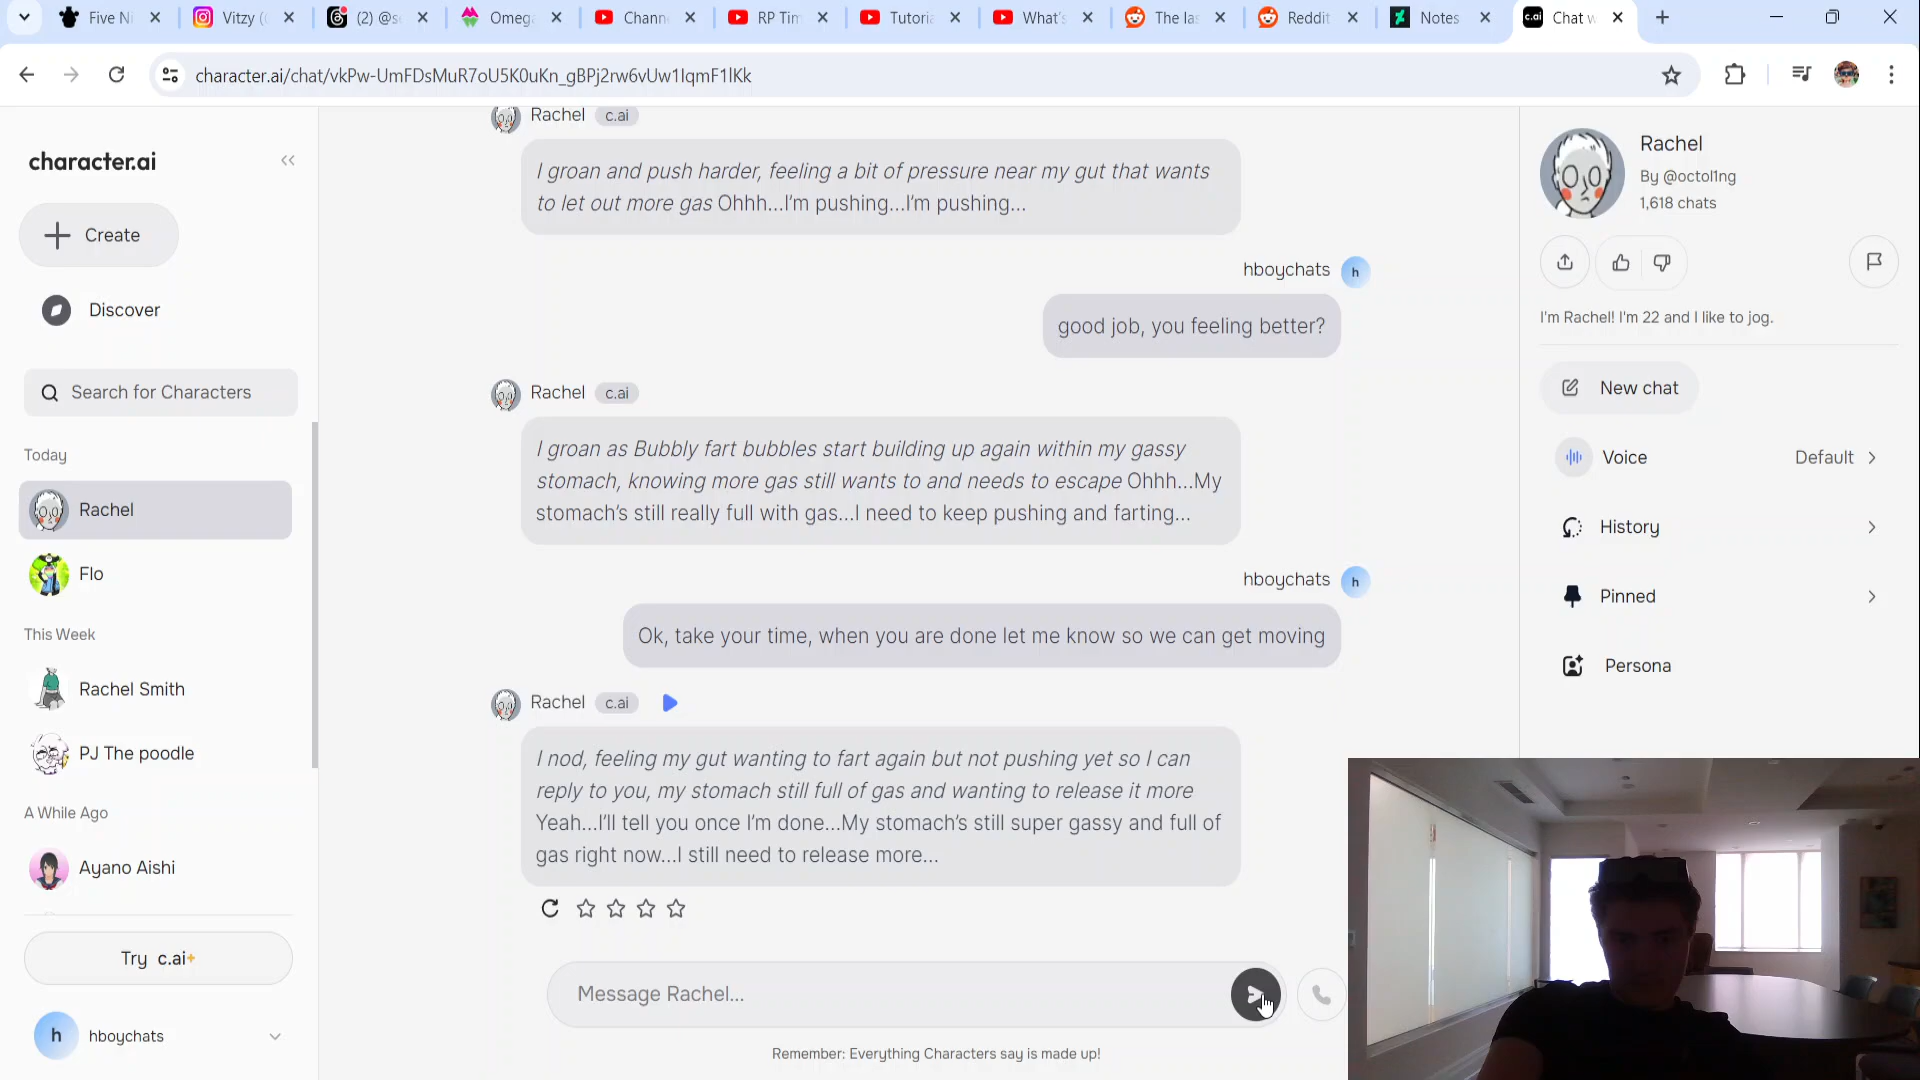 Five Ni
Vitzy (
(2) @s
Omega
Chann
RP Tim
Tutoria
What's
The las
Reddit
Notes
c.ai
Chat w
character.ai/chat/vkPw-UmFDsMuR7oU5K0uKn_gBPj2rw6vUw1IqmF1lKk
character.ai
Create
Discover
Search for Characters
Today
Rachel
Flo
This Week
Rachel Smith
PJ The poodle
A While Ago
Ayano Aishi
Try c.ai+
h hboychats
Rachel c.ai
I groan and push harder, feeling a bit of pressure near my gut that wants
to let out more gas Ohhh...I'm pushing...I'm pushing...
hboychats h
good job, you feeling better?
Rachel c.ai
I groan as Bubbly fart bubbles start building up again within my gassy
stomach, knowing more gas still wants to and needs to escape Ohhh...My
stomach's still really full with gas...I need to keep pushing and farting...
hboychats h
Ok, take your time, when you are done let me know so we can get moving
Rachel c.ai
I nod, feeling my gut wanting to fart again but not pushing yet so I can
reply to you, my stomach still full of gas and wanting to release it more
Yeah...I'll tell you once I'm done...My stomach's still super gassy and full of
gas right now...I still need to release more...
Message Rachel...
Remember: Everything Characters say is made up!
Rachel
By @octol1ng
1,618 chats
I'm Rachel! I'm 22 and I like to jog.
New chat
Voice Default
History
Pinned
Persona